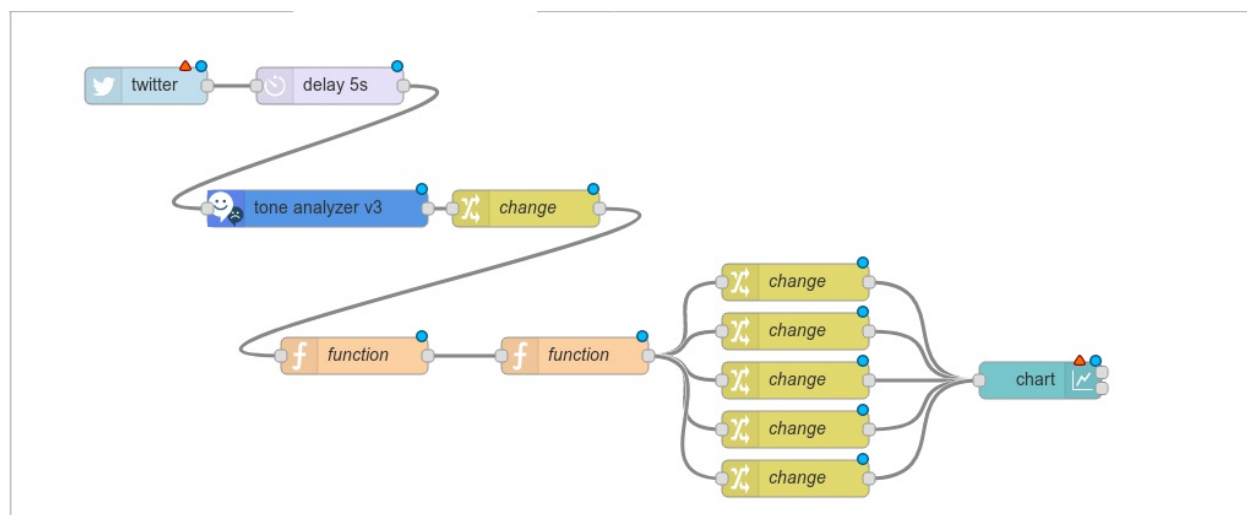 twitter
delay 5s
tone analyzer v3
change
function
function
change
change
change
change
change
chart